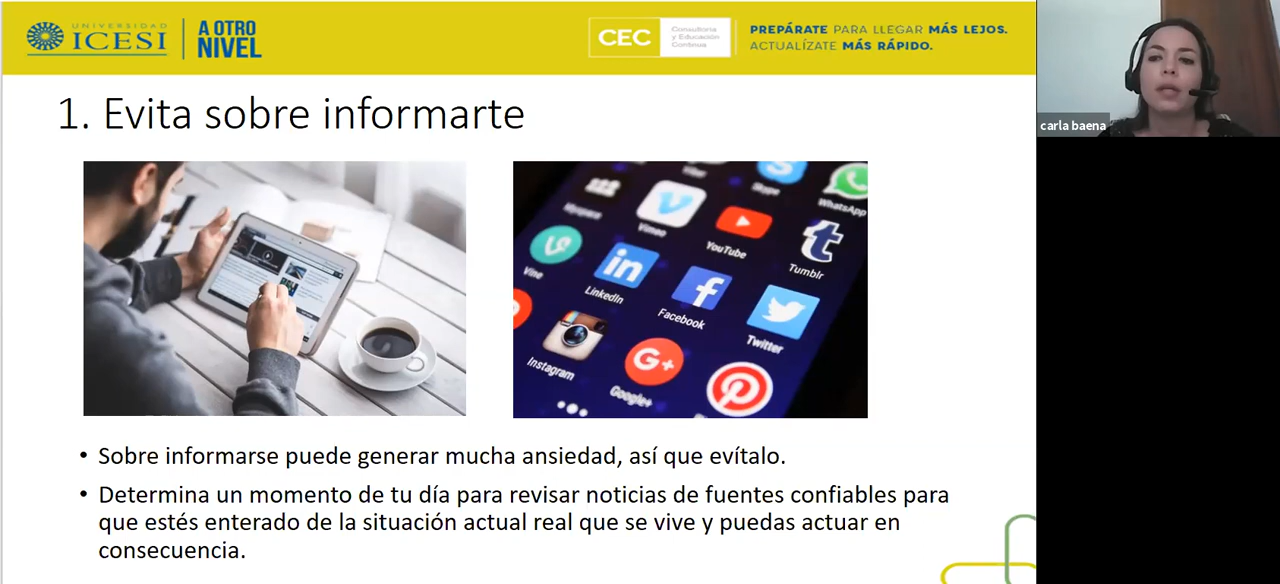 UNIVERSIDAD
ICESI
A OTRO
NIVEL
CEC
Consultoría
y Educación
Continua
PREPÁRATE PARA LLEGAR MÁS LEJOS.
ACTUALÍZATE MÁS RÁPIDO.
carla baena
1. Evita sobre informarte
Skype
WhatsApp
Myspace
Vimeo
YouTube
Tumblr
Vine
LinkedIn
Facebook
Twitter
Instagram
G+
Google+
• Sobre informarse puede generar mucha ansiedad, así que evítalo.
• Determina un momento de tu día para revisar noticias de fuentes confiables para
que estés enterado de la situación actual real que se vive y puedas actuar en
consecuencia.